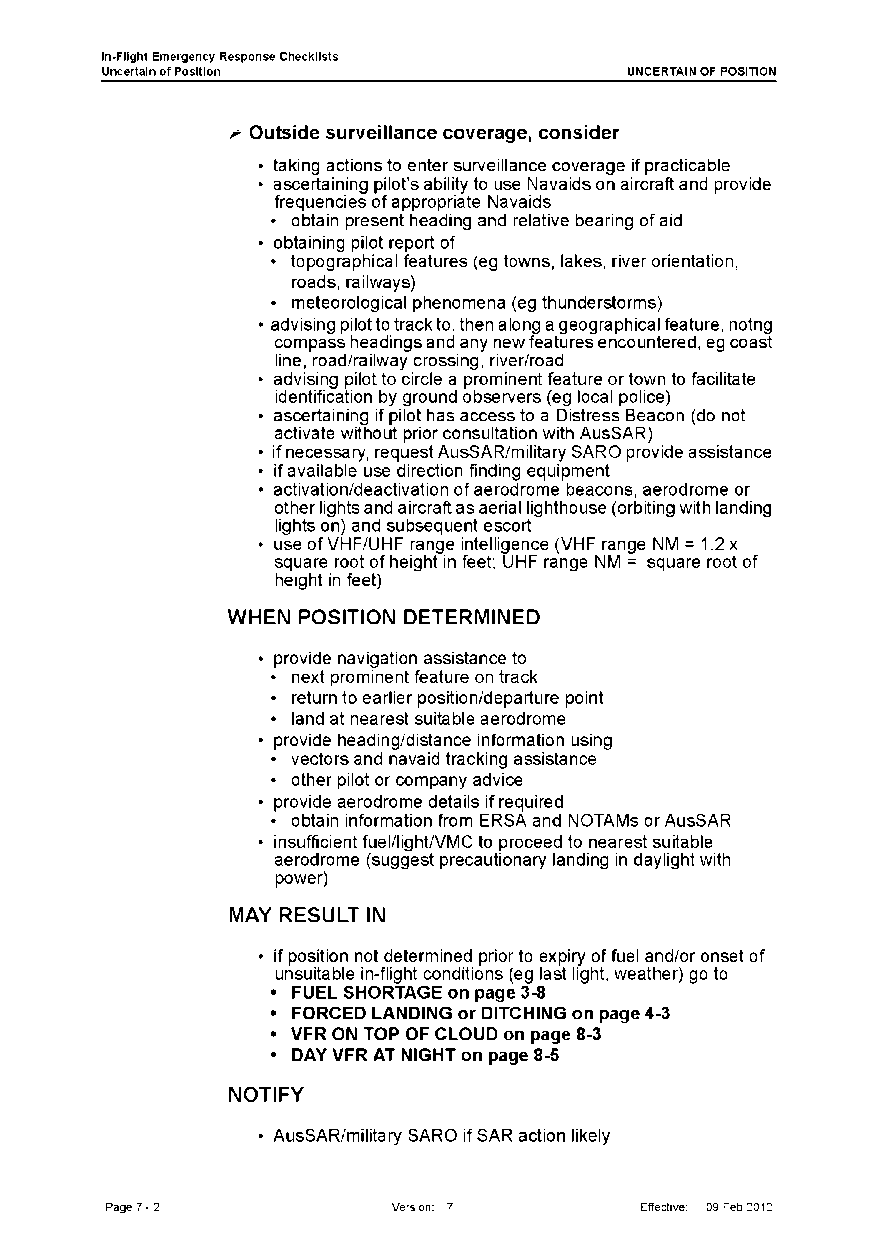 In-Flight Emergency Response Checklists
Uncertain of Position UNCERTAIN OF POSITION
➢ Outside surveillance coverage, consider
• taking actions to enter surveillance coverage if practicable
• ascertaining pilot's ability to use Navaids on aircraft and provide
frequencies of appropriate Navaids
• obtain present heading and relative bearing of aid
• obtaining pilot report of
• topographical features (eg towns, lakes, river orientation,
roads, railways)
• meteorological phenomena (eg thunderstorms)
• advising pilot to track to, then along a geographical feature, notng
compass headings and any new features encountered, eg coast
line, road/railway crossing, river/road
• advising pilot to circle a prominent feature or town to facilitate
identification by ground observers (eg local police)
• ascertaining if pilot has access to a Distress Beacon (do not
activate without prior consultation with AusSAR)
• if necessary, request AusSAR/military SARO provide assistance
• if available use direction finding equipment
• activation/deactivation of aerodrome beacons, aerodrome or
other lights and aircraft as aerial lighthouse (orbiting with landing
lights on) and subsequent escort
• use of VHF/UHF range intelligence (VHF range NM = 1.2 x
square root of height in feet; UHF range NM = square root of
height in feet)
WHEN POSITION DETERMINED
• provide navigation assistance to
• next prominent feature on track
• return to earlier position/departure point
• land at nearest suitable aerodrome
• provide heading/distance information using
• vectors and navaid tracking assistance
• other pilot or company advice
• provide aerodrome details if required
• obtain information from ERSA and NOTAMs or AusSAR
• insufficient fuel/light/VMC to proceed to nearest suitable
aerodrome (suggest precautionary landing in daylight with
power)
MAY RESULT IN
• if position not determined prior to expiry of fuel and/or onset of
unsuitable in-flight conditions (eg last light, weather) go to
• FUEL SHORTAGE on page 3-8
• FORCED LANDING or DITCHING on page 4-3
• VFR ON TOP OF CLOUD on page 8-3
• DAY VFR AT NIGHT on page 8-5
NOTIFY
• AusSAR/military SARO if SAR action likely
Page 7 - 2 Version: 7 Effective: 09 Feb 2012